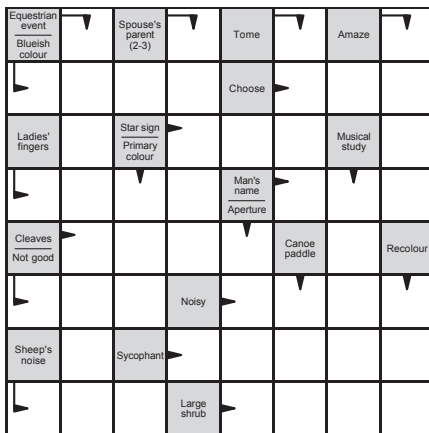 Equestrian
event
Blueish
colour
Spouse's
parent
(2-3)
Tome
Amaze
Choose
Ladies'
fingers
Star sign
Primary
colour
Musical
study
Man's
name
Aperture
Cleaves
Not good
Canoe
paddle
Recolour
Noisy
Sheep's
noise
Sycophant
Large
shrub